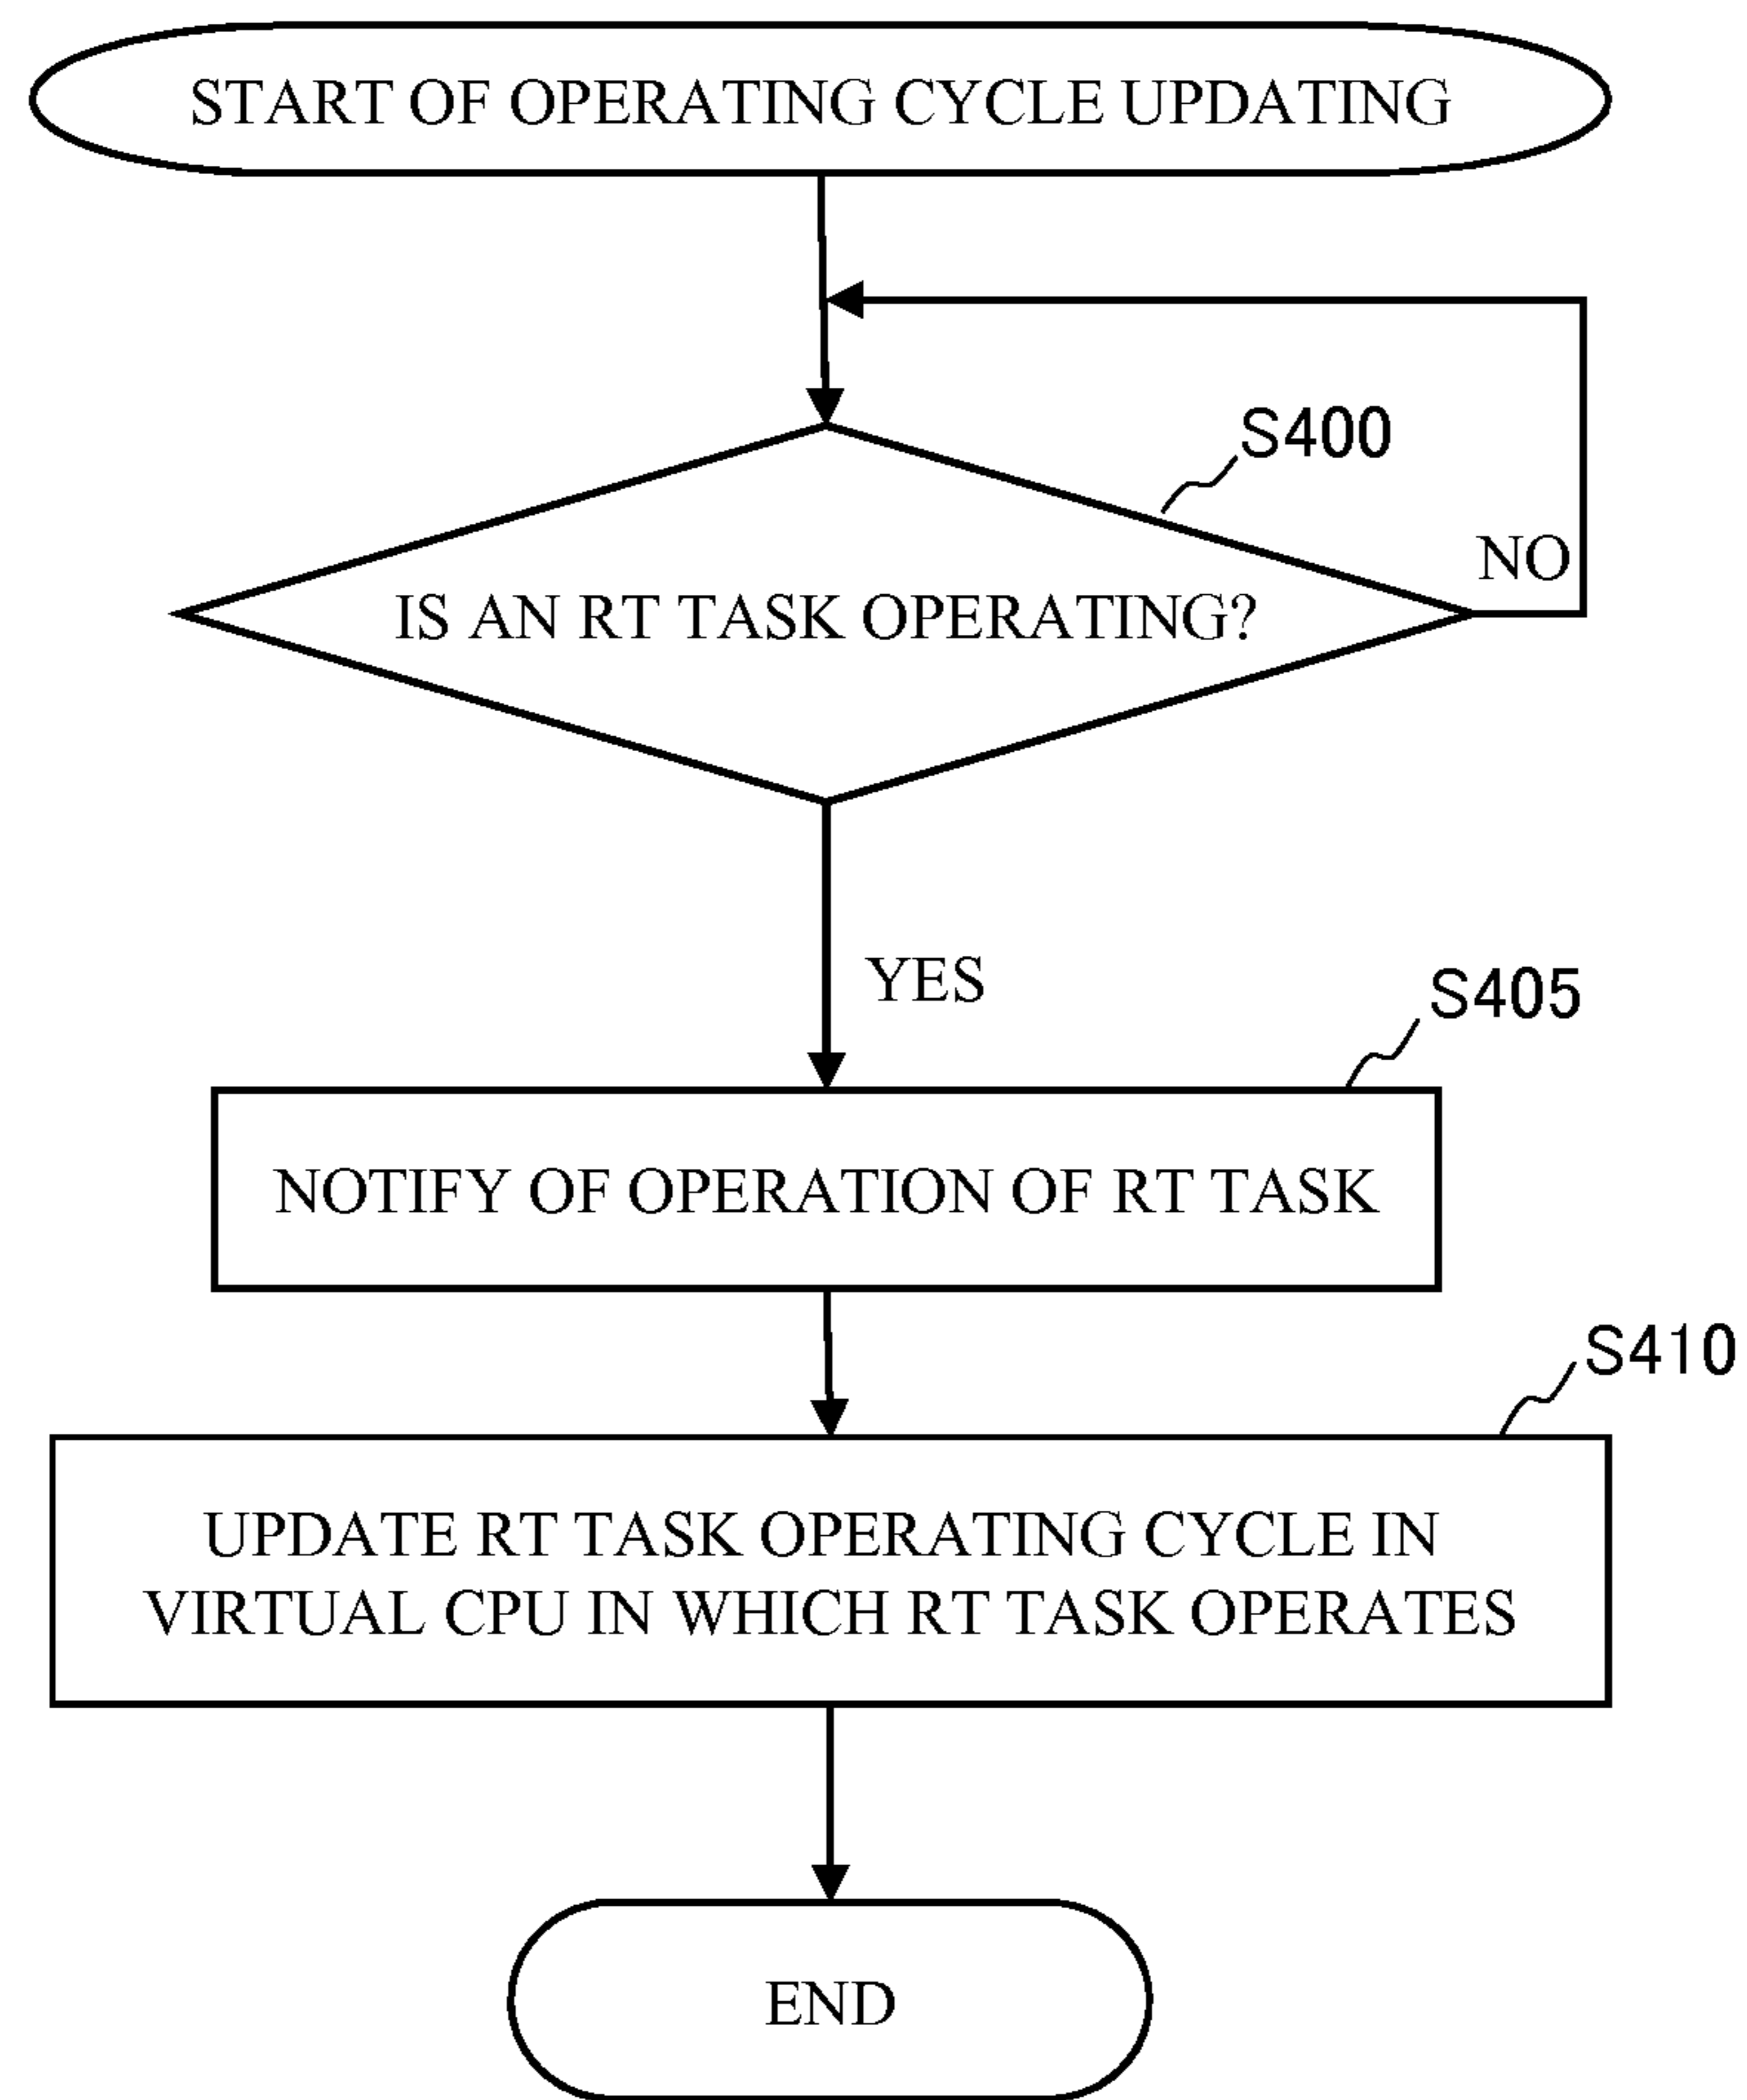 START OF OPERATING CYCLE UPDATING
S400
NO
IS AN RT TASK OPERATING?
YES
S405
NOTIFY OF OPERATION OF RT TASK
S410
UPDATE RT TASK OPERATING CYCLE IN
VIRTUAL CPU IN WHICH RT TASK OPERATES
END